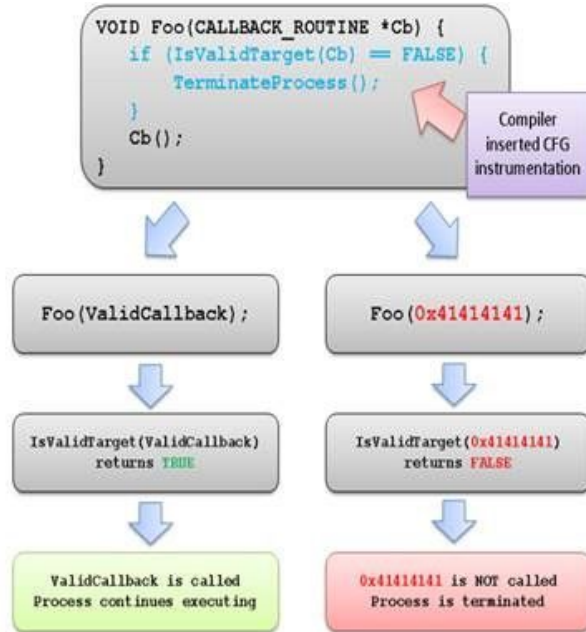 VOID Foo(CALLBACK_ROUTINE *Cb) {
if (IsValidTarget(Cb) == FALSE) {
TerminateProcess();
}
Cb();
}
Compiler
inserted CFG
instrumentation
Foo(ValidCallback);
Foo(0x41414141);
IsValidTarget(ValidCallback)
returns TRUE
IsValidTarget(0x41414141)
returns FALSE
ValidCallback is called
Process continues executing
0x41414141 is NOT called
Process is terminated